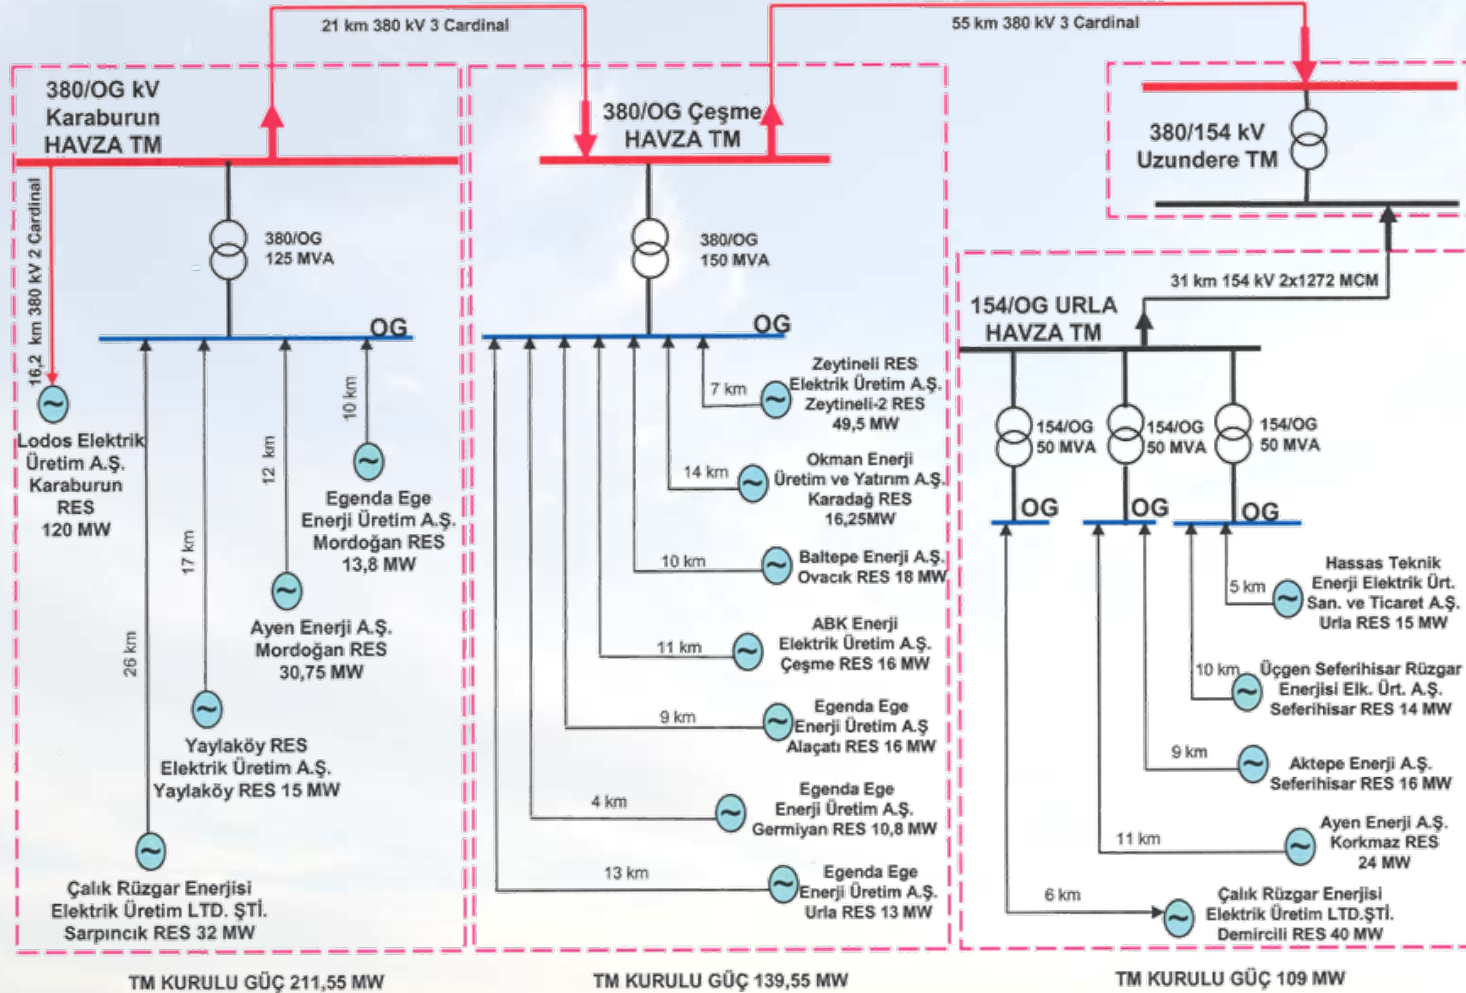 21 km 380 kV 3 Cardinal
55 km 380 kV 3 Cardinal
380/OG kV
Karaburun
HAVZA TM
16,2 km 380 kV 2 Cardinal
380/OG
125 MVA
OG
26 km
17 km
12 km
10 km
Lodos Elektrik
Üretim A.Ş.
Karaburun
RES
120 MW
Egenda Ege
Enerji Üretim A.Ş.
Mordoğan RES
13,8 MW
Ayen Enerji A.Ş.
Mordoğan RES
30,75 MW
Yaylaköy RES
Elektrik Üretim A.Ş.
Yaylaköy RES 15 MW
Çalık Rüzgar Enerjisi
Elektrik Üretim LTD. ŞTİ.
Sarpıncık RES 32 MW
TM KURULU GÜÇ 211,55 MW
380/OG Çeşme
HAVZA TM
380/OG
150 MVA
OG
7 km
Zeytineli RES
Elektrik Üretim A.Ş.
Zeytineli-2 RES
49,5 MW
14 km
Okman Enerji
Üretim ve Yatırım A.Ş.
Karadağ RES
16,25MW
10 km
Baltepe Enerji A.Ş.
Ovacık RES 18 MW
11 km
ABK Enerji
Elektrik Üretim A.Ş.
Çeşme RES 16 MW
9 km
Egenda Ege
Enerji Üretim A.Ş
Alaçatı RES 16 MW
4 km
Egenda Ege
Enerji Üretim A.Ş.
Germiyan RES 10,8 MW
13 km
Egenda Ege
Enerji Üretim A.Ş.
Urla RES 13 MW
TM KURULU GÜÇ 139,55 MW
380/154 kV
Uzundere TM
31 km 154 kV 2x1272 MCM
154/OG URLA
HAVZA TM
154/OG
50 MVA
154/OG
50 MVA
154/OG
50 MVA
OG
OG
OG
5 km
Hassas Teknik
Enerji Elektrik Ürt.
San. ve Ticaret A.Ş.
Urla RES 15 MW
10 km
Üçgen Seferihisar Rüzgar
Enerjisi Elk. Ürt. A.Ş.
Seferihisar RES 14 MW
9 km
Aktepe Enerji A.Ş.
Seferihisar RES 16 MW
11 km
Ayen Enerji A.Ş.
Korkmaz RES
24 MW
6 km
Çalık Rüzgar Enerjisi
Elektrik Üretim LTD.ŞTİ.
Demircili RES 40 MW
TM KURULU GÜÇ 109 MW